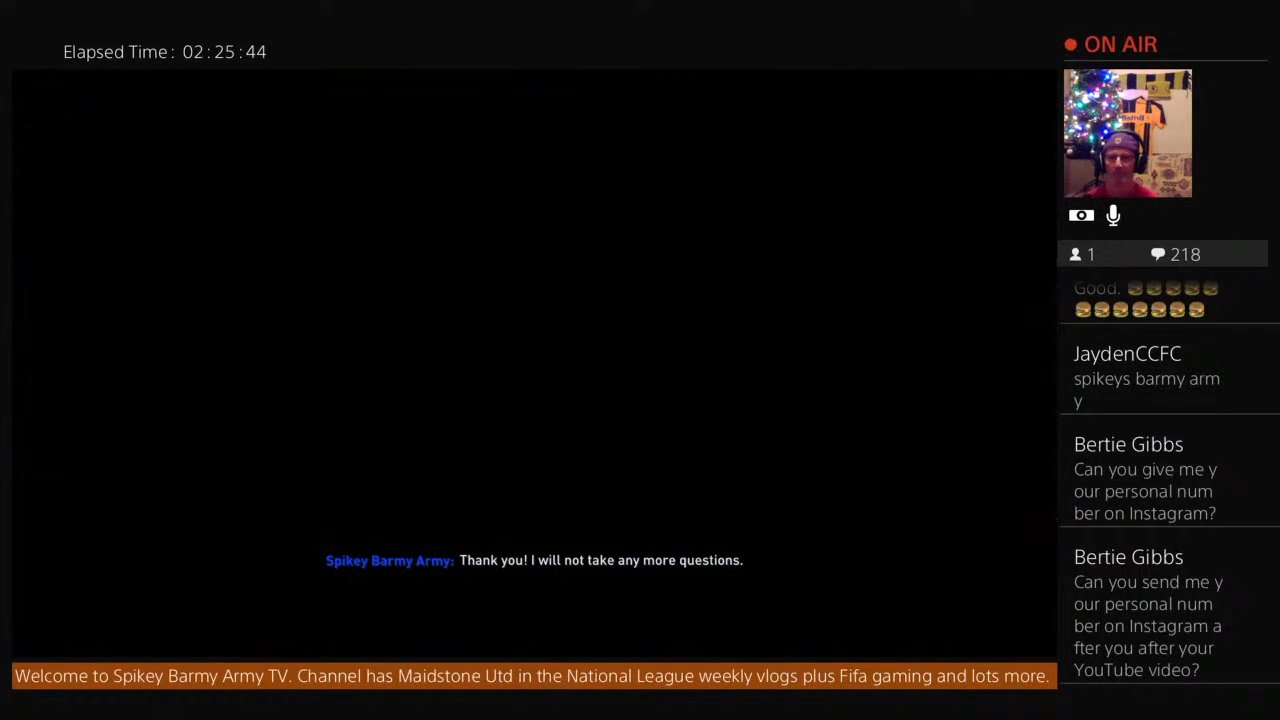 Elapsed Time: 02:25:44
ON AIR
1 218
Good. 🍔🍔🍔🍔🍔
🍔🍔🍔🍔🍔🍔🍔
JaydenCCFC
spikeys barmy arm
y
Bertie Gibbs
Can you give me y
our personal num
ber on Instagram?
Bertie Gibbs
Can you send me y
our personal num
ber on Instagram a
fter you after your
YouTube video?
Spikey Barmy Army: Thank you! I will not take any more questions.
Welcome to Spikey Barmy Army TV. Channel has Maidstone Utd in the National League weekly vlogs plus Fifa gaming and lots more.